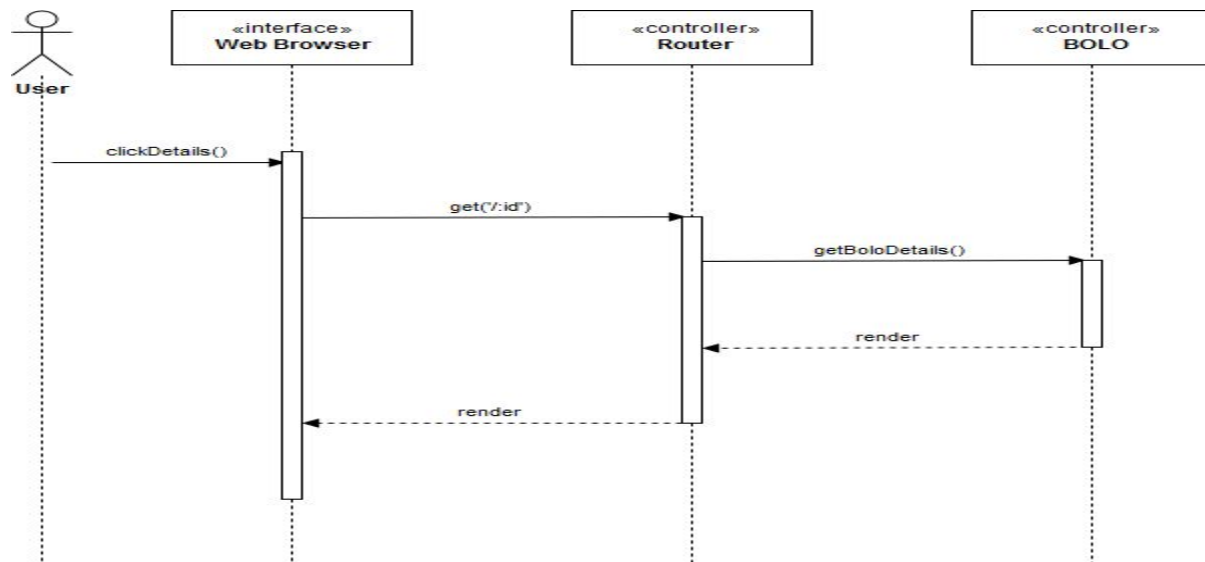 «interface»
Web Browser
«controller»
Router
«controller»
BOLO
User
clickDetails()
get('/:id')
getBoloDetails()
render
render